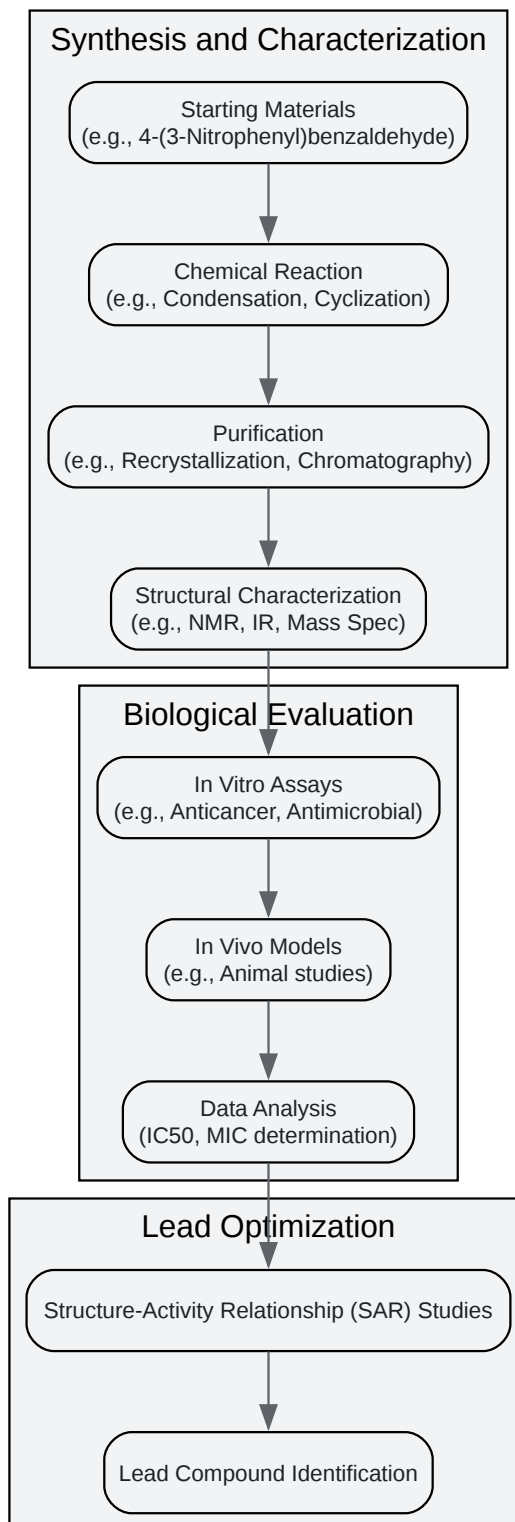 Synthesis and Characterization
Starting Materials
(e.g., 4-(3-Nitrophenyl)benzaldehyde)
Chemical Reaction
(e.g., Condensation, Cyclization)
Purification
(e.g., Recrystallization, Chromatography)
Structural Characterization
(e.g., NMR, IR, Mass Spec)
Biological Evaluation
In Vitro Assays
(e.g., Anticancer, Antimicrobial)
In Vivo Models
(e.g., Animal studies)
Data Analysis
(IC50, MIC determination)
Lead Optimization
Structure-Activity Relationship (SAR) Studies
Lead Compound Identification